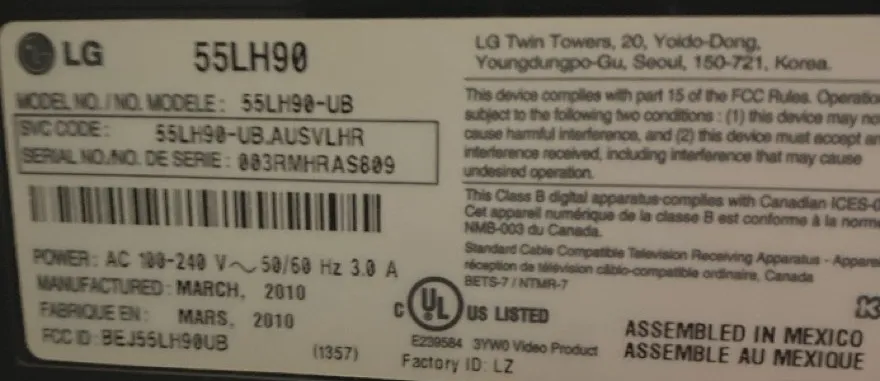 LG 55LH90
MODEL NO./NO. MODELE : 55LH90-UB
SVC CODE : 55LH90-UB.AUSVLHR
SERIAL NO./NO. DE SERIE : 003RMHRAS809
POWER : AC 100-240 V~ 50/60 Hz 3.0 A
MANUFACTURED : MARCH, 2010
FABRIQUE EN : MARS, 2010
FCC ID : BEJ55LH90UB
(1357)
LG Twin Towers, 20, Yoido-Dong,
Youngdungpo-Gu, Seoul, 150-721, Korea.
This device complies with part 15 of the FCC Rules. Operation
subject to the following two conditions : (1) this device may not
cause harmful interference, and (2) this device must accept any
interference received, including interference that may cause
undesired operation.
This Class B digital apparatus complies with Canadian ICES-0
Cet appareil numérique de la classe B est conforme à la norme
NMB-003 du Canada.
Standard Cable Compatible Television Receiving Apparatus - Appareil
réception de télévision câblo-compatible ordinaire, Canada
BETS-7 / NTMR-7
C UL US LISTED
E239584 3YW0 Video Product
Factory ID: LZ
ASSEMBLED IN MEXICO
ASSEMBLE AU MEXIQUE